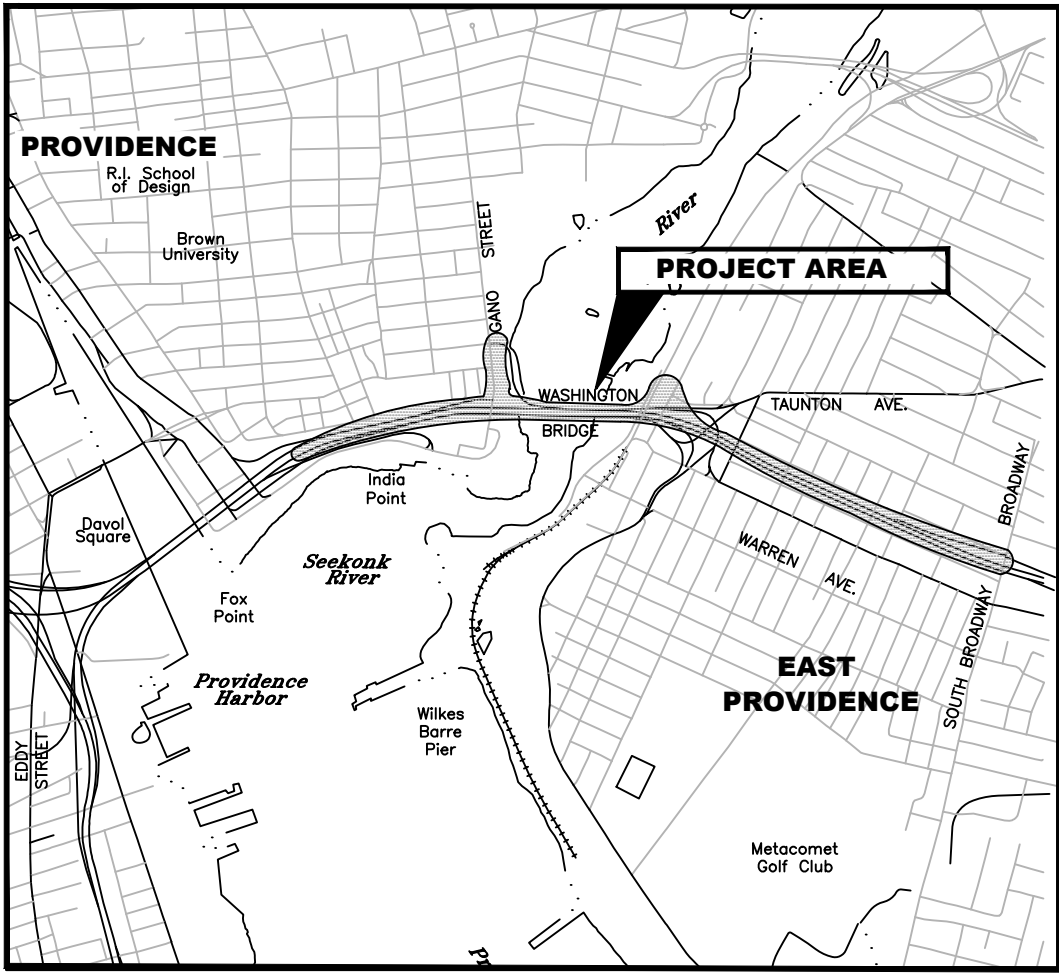 PROVIDENCE
R.I. School
of Design
Brown
University
STREET
GANO
River
PROJECT AREA
WASHINGTON
BRIDGE
TAUNTON AVE.
BROADWAY
India
Point
Davol
Square
Seekonk
River
WARREN AVE.
Fox
Point
SOUTH BROADWAY
EAST
PROVIDENCE
Providence
Harbor
Wilkes
Barre
Pier
EDDY
STREET
Metacomet
Golf Club